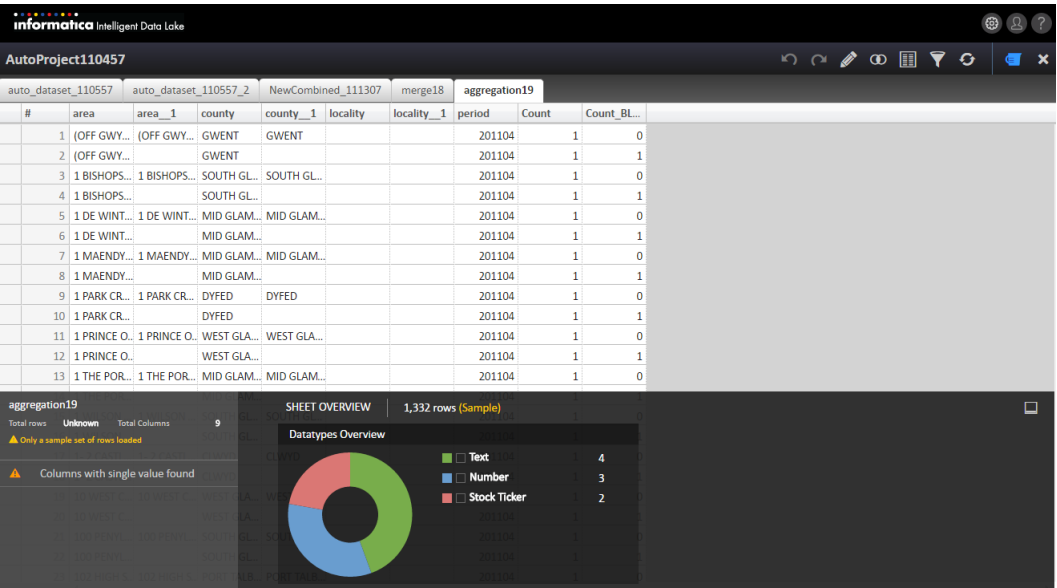 informatica Intelligent Data Lake
AutoProject110457
auto_dataset_110557 auto_dataset_110557_2 NewCombined_111307 merge18 aggregation19
# area area__1 county county__1 locality locality__1 period Count Count_BL...
1 (OFF GWY... (OFF GWY... GWENT GWENT 201104 1 0
2 (OFF GWY... GWENT 201104 1 1
3 1 BISHOPS... 1 BISHOPS... SOUTH GL... SOUTH GL... 201104 1 0
4 1 BISHOPS... SOUTH GL... 201104 1 1
5 1 DE WINT... 1 DE WINT... MID GLAM... MID GLAM... 201104 1 0
6 1 DE WINT... MID GLAM... 201104 1 1
7 1 MAENDY... 1 MAENDY... MID GLAM... MID GLAM... 201104 1 0
8 1 MAENDY... MID GLAM... 201104 1 1
9 1 PARK CR... 1 PARK CR... DYFED DYFED 201104 1 0
10 1 PARK CR... DYFED 201104 1 1
11 1 PRINCE O... 1 PRINCE O... WEST GLA... WEST GLA... 201104 1 0
12 1 PRINCE O... WEST GLA... 201104 1 1
13 1 THE POR... 1 THE POR... MID GLAM... MID GLAM... 201104 1 0
aggregation19
Total rows Unknown Total Columns 9
Only a sample set of rows loaded
Columns with single value found
SHEET OVERVIEW 1,332 rows (Sample)
Datatypes Overview
Text 4
Number 3
Stock Ticker 2